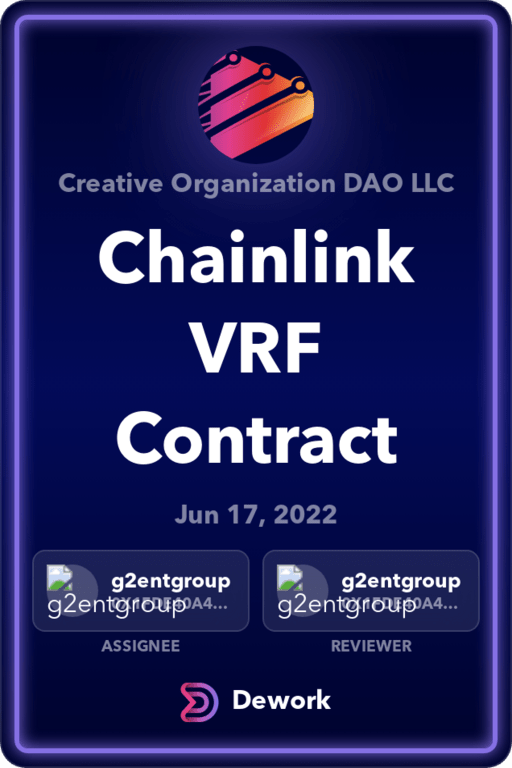 Creative Organization DAO LLC
Chainlink
VRF
Contract
Jun 17, 2022
g2entgroup
g2entgroup
g2entgroup
g2entgroup
ASSIGNEE
REVIEWER
Dework